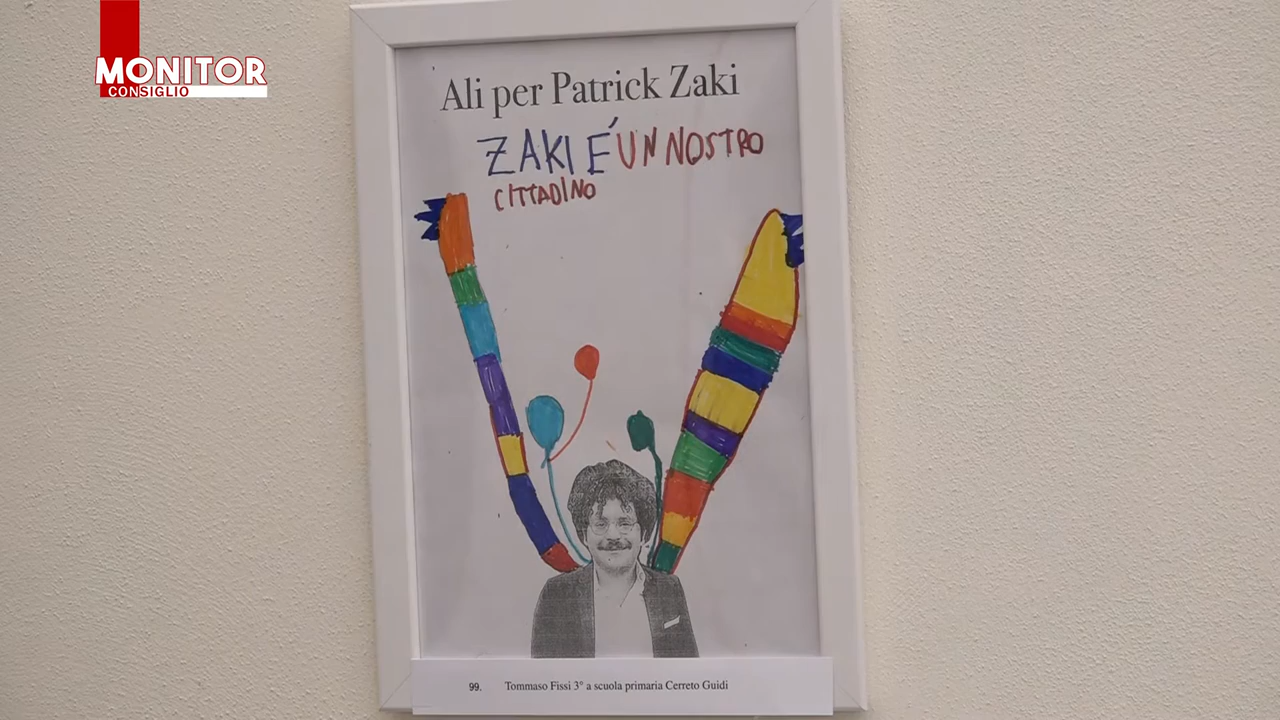 MONITOR
CONSIGLIO
Ali per Patrick Zaki
ZAKI É UN NOSTRO
CITTADINO
99. Tommaso Fissi 3° a scuola primaria Cerreto Guidi